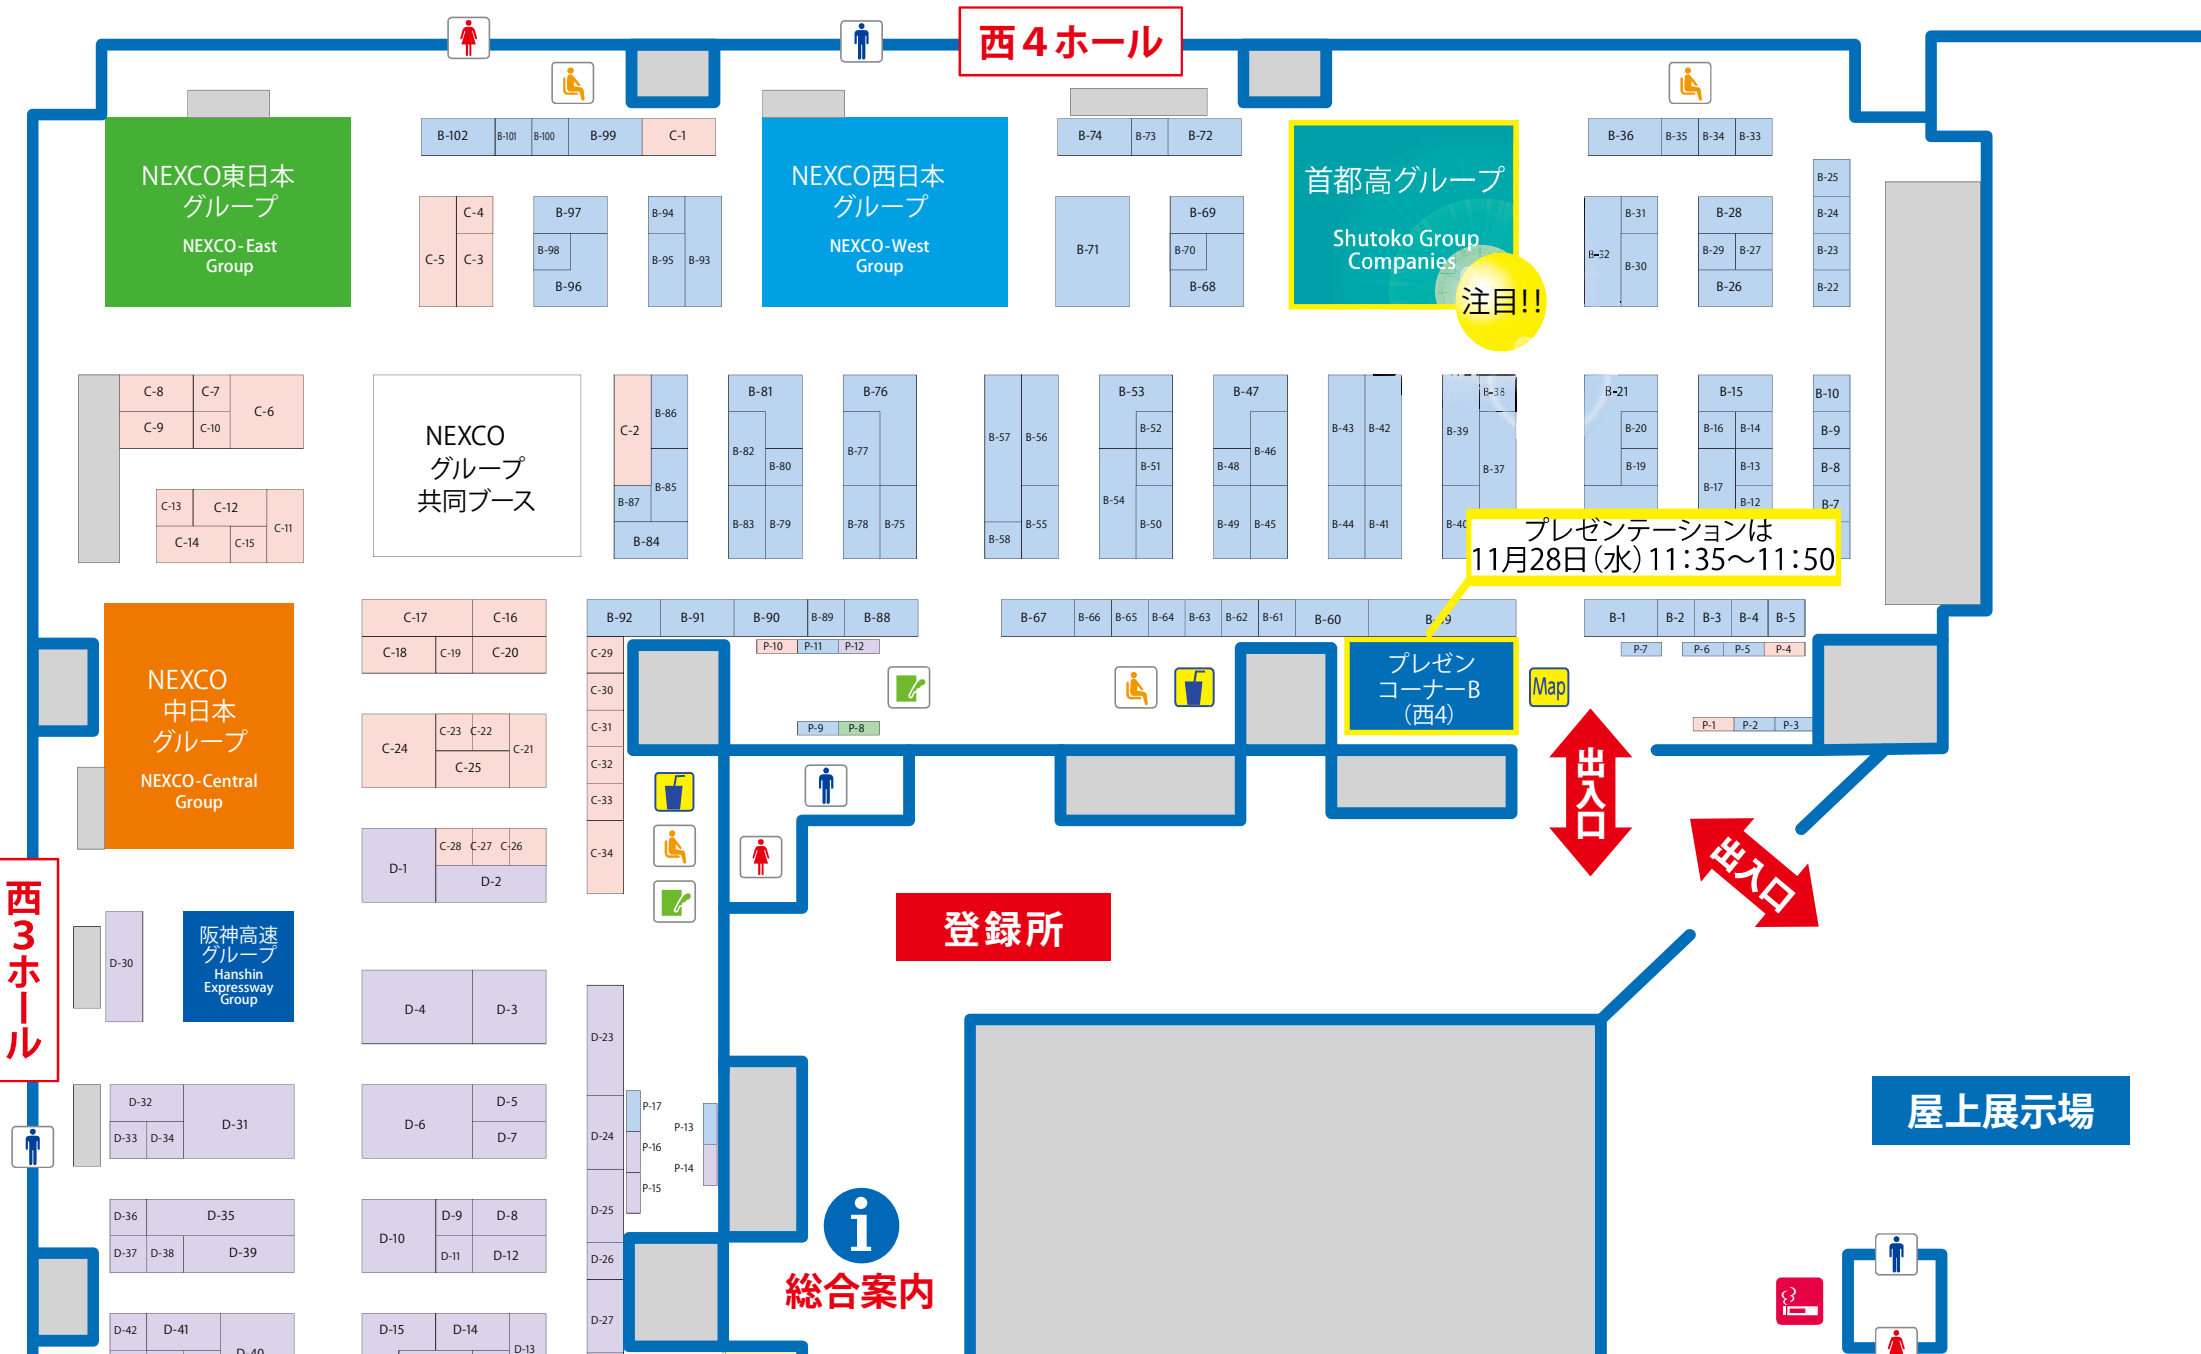 西4ホール
B-102 B-101 B-100 B-99 C-1
B-74 B-73 B-72
B-36 B-35 B-34 B-33
NEXCO東日本
グループ
NEXCO-East
Group
C-4
C-5 C-3
B-97
B-98
B-96
B-94
B-95 B-93
NEXCO西日本
グループ
NEXCO-West
Group
B-71
B-69
B-70
B-68
首都高グループ
Shutoko Group
Companies
注目!!
B-31
B-32 B-30
B-28
B-29 B-27
B-26
B-25
B-24
B-23
B-22
C-8 C-7 C-6
C-9 C-10
C-13 C-12 C-11
C-14 C-15
NEXCO
グループ
共同ブース
C-2 B-86
B-87 B-85
B-84
B-81
B-82 B-80
B-83 B-79
B-76
B-77
B-78 B-75
B-57 B-56
B-58 B-55
B-53
B-52
B-51
B-54 B-50
B-47
B-48 B-46
B-49 B-45
B-43 B-42
B-44 B-41
B-38
B-39 B-37
B-40
B-21
B-20
B-19
B-15
B-16 B-14
B-13
B-17 B-12
B-10
B-9
B-8
B-7
プレゼンテーションは
11月28日(水)11:35〜11:50
NEXCO
中日本
グループ
NEXCO-Central
Group
C-17 C-16
C-18 C-19 C-20
C-24 C-23 C-22 C-21
C-25
D-1 C-28 C-27 C-26
D-2
B-92 B-91 B-90 B-89 B-88
P-10 P-11 P-12
P-9 P-8
C-29
C-30
C-31
C-32
C-33
C-34
B-67 B-66 B-65 B-64 B-63 B-62 B-61 B-60
プレゼン
コーナーB
(西4)
Map
B-1 B-2 B-3 B-4 B-5
P-7 P-6 P-5 P-4
P-1 P-2 P-3
出入口
出入口
西3ホール
登録所
D-30
阪神高速
グループ
Hanshin
Expressway
Group
D-4 D-3
D-32 D-31
D-33 D-34
D-6 D-5
D-7
D-23
D-24
D-25
D-26
D-27
P-17
P-16
P-15
P-13
P-14
屋上展示場
D-36 D-35
D-37 D-38 D-39
D-10 D-9 D-8
D-11 D-12
i
総合案内
D-42 D-41 D-40
D-15 D-14 D-13